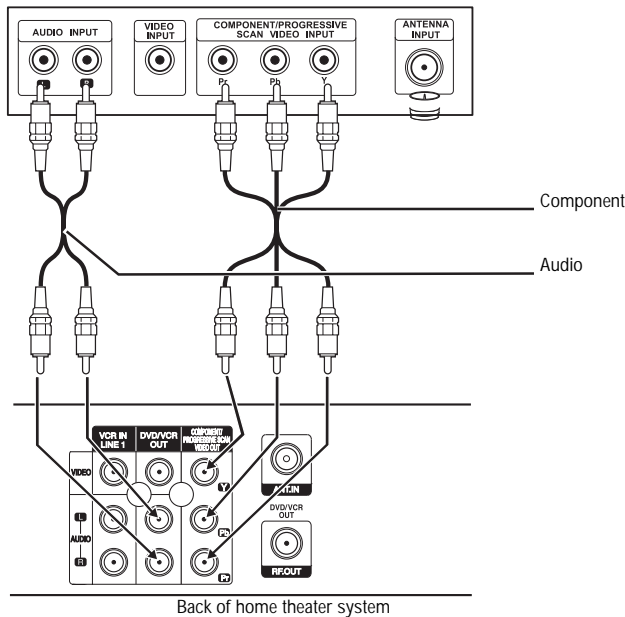 AUDIO INPUT
VIDEO
INPUT
COMPONENT/PROGRESSIVE
SCAN VIDEO INPUT
ANTENNA
INPUT
Pr
Pb
Y
Component
Audio
VCR IN
LINE 1
DVD/VCR
OUT
COMPONENT/
PROGRESSIVE SCAN
VIDEO OUT
VIDEO
Y
ANT.IN
L
AUDIO
R
Pb
Pr
DVD/VCR
OUT
RF.OUT
Back of home theater system